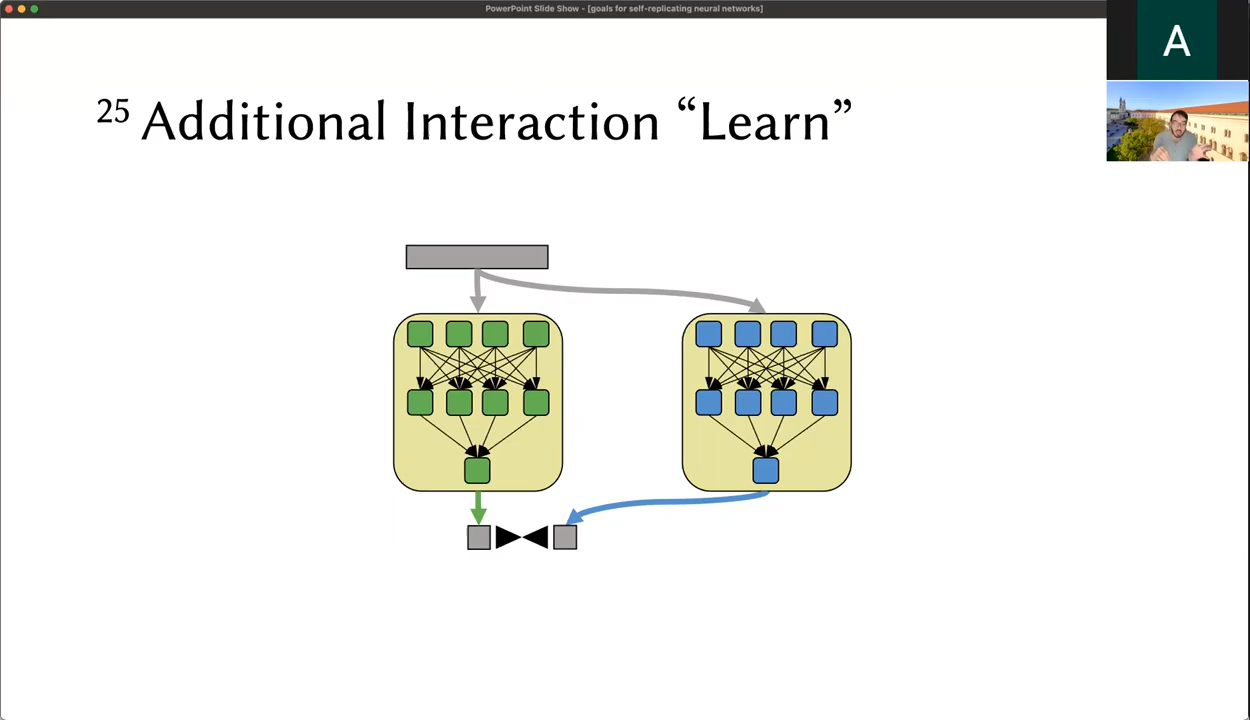 PowerPoint Slide Show - [goals for self-replicating neural networks]
A
25 Additional Interaction “Learn”